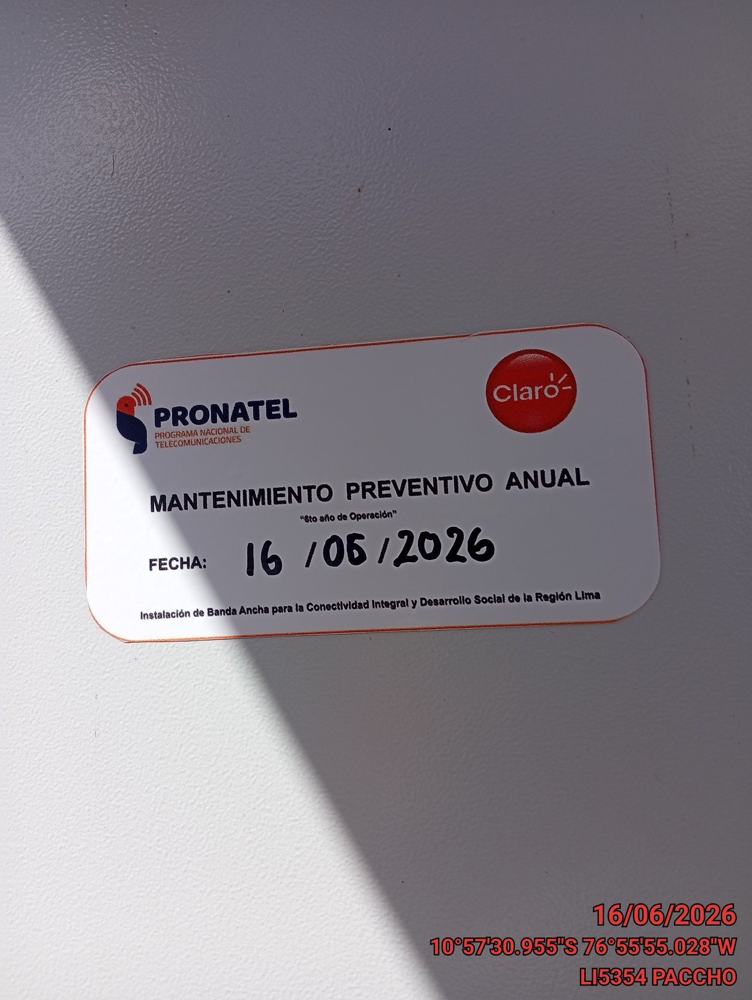 PRONATEL
PROGRAMA NACIONAL DE
TELECOMUNICACIONES
Claro
MANTENIMIENTO PREVENTIVO ANUAL
"6to año de Operación"
FECHA: 16 / 06 / 2026
Instalación de Banda Ancha para la Conectividad Integral y Desarrollo Social de la Región Lima
16/06/2026
10°57'30.955"S 76°55'55.028"W
LI5354 PACCHO